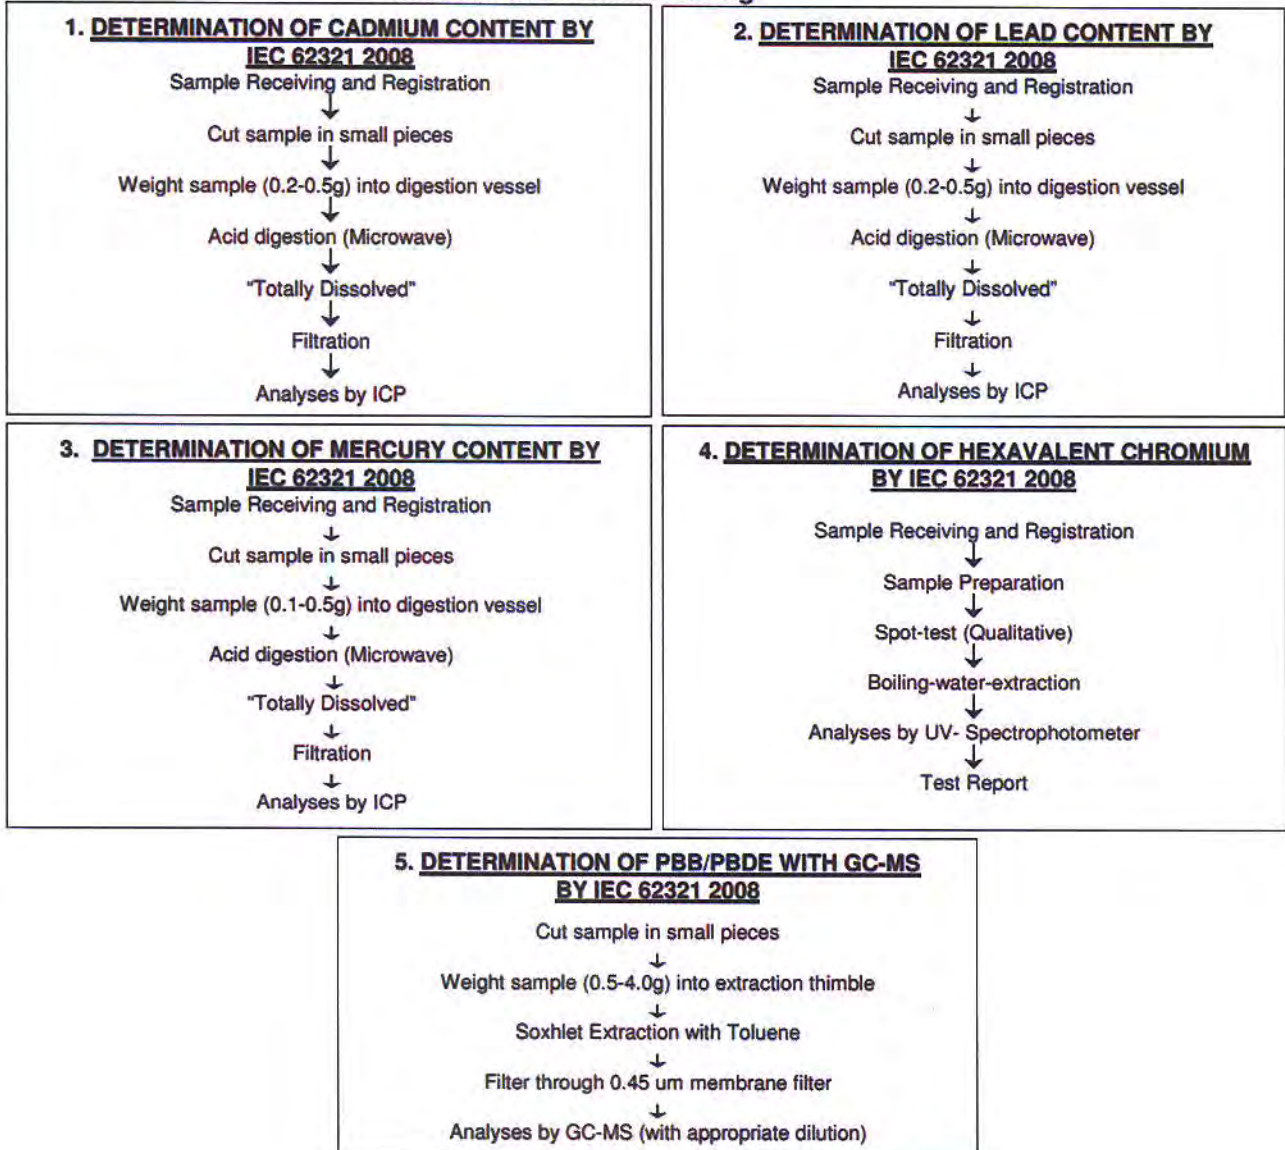 1. DETERMINATION OF CADMIUM CONTENT BY
IEC 62321 2008
Sample Receiving and Registration
Cut sample in small pieces
Weight sample (0.2-0.5g) into digestion vessel
Acid digestion (Microwave)
"Totally Dissolved"
Filtration
Analyses by ICP
2. DETERMINATION OF LEAD CONTENT BY
IEC 62321 2008
Sample Receiving and Registration
Cut sample in small pieces
Weight sample (0.2-0.5g) into digestion vessel
Acid digestion (Microwave)
"Totally Dissolved"
Filtration
Analyses by ICP
3. DETERMINATION OF MERCURY CONTENT BY
IEC 62321 2008
Sample Receiving and Registration
Cut sample in small pieces
Weight sample (0.1-0.5g) into digestion vessel
Acid digestion (Microwave)
"Totally Dissolved"
Filtration
Analyses by ICP
4. DETERMINATION OF HEXAVALENT CHROMIUM
BY IEC 62321 2008
Sample Receiving and Registration
Sample Preparation
Spot-test (Qualitative)
Boiling-water-extraction
Analyses by UV- Spectrophotometer
Test Report
5. DETERMINATION OF PBB/PBDE WITH GC-MS
BY IEC 62321 2008
Cut sample in small pieces
Weight sample (0.5-4.0g) into extraction thimble
Soxhlet Extraction with Toluene
Filter through 0.45 um membrane filter
Analyses by GC-MS (with appropriate dilution)